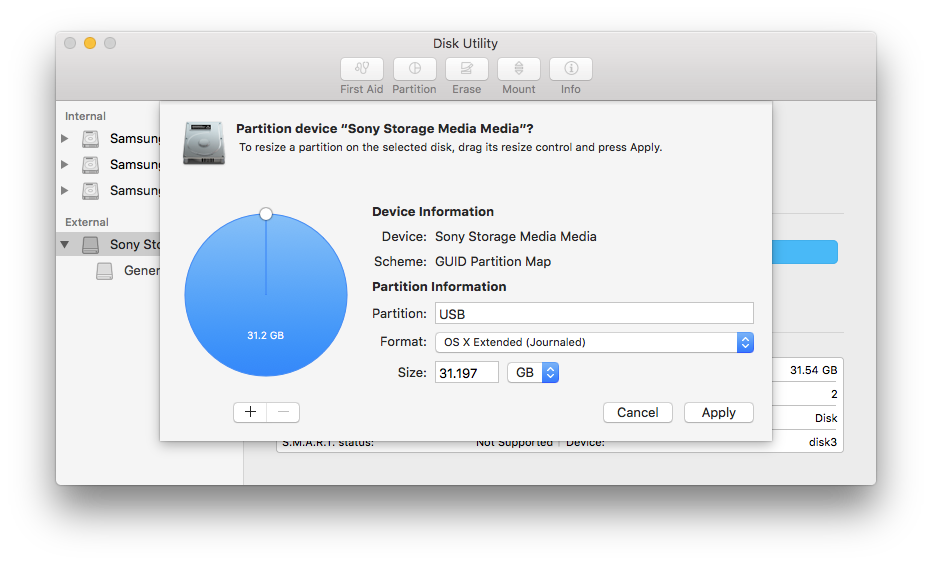 Disk Utility
First Aid Partition Erase Mount Info
Internal
Samsung
Samsung
Samsung
External
Sony Sto
Gener
Partition device “Sony Storage Media Media”?
To resize a partition on the selected disk, drag its resize control and press Apply.
31.2 GB
Device Information
Device: Sony Storage Media Media
Scheme: GUID Partition Map
Partition Information
Partition: USB
Format: OS X Extended (Journaled)
Size: 31.197 GB
Cancel Apply
31.54 GB
2
Disk
S.M.A.R.T. status: Not Supported Device: disk3